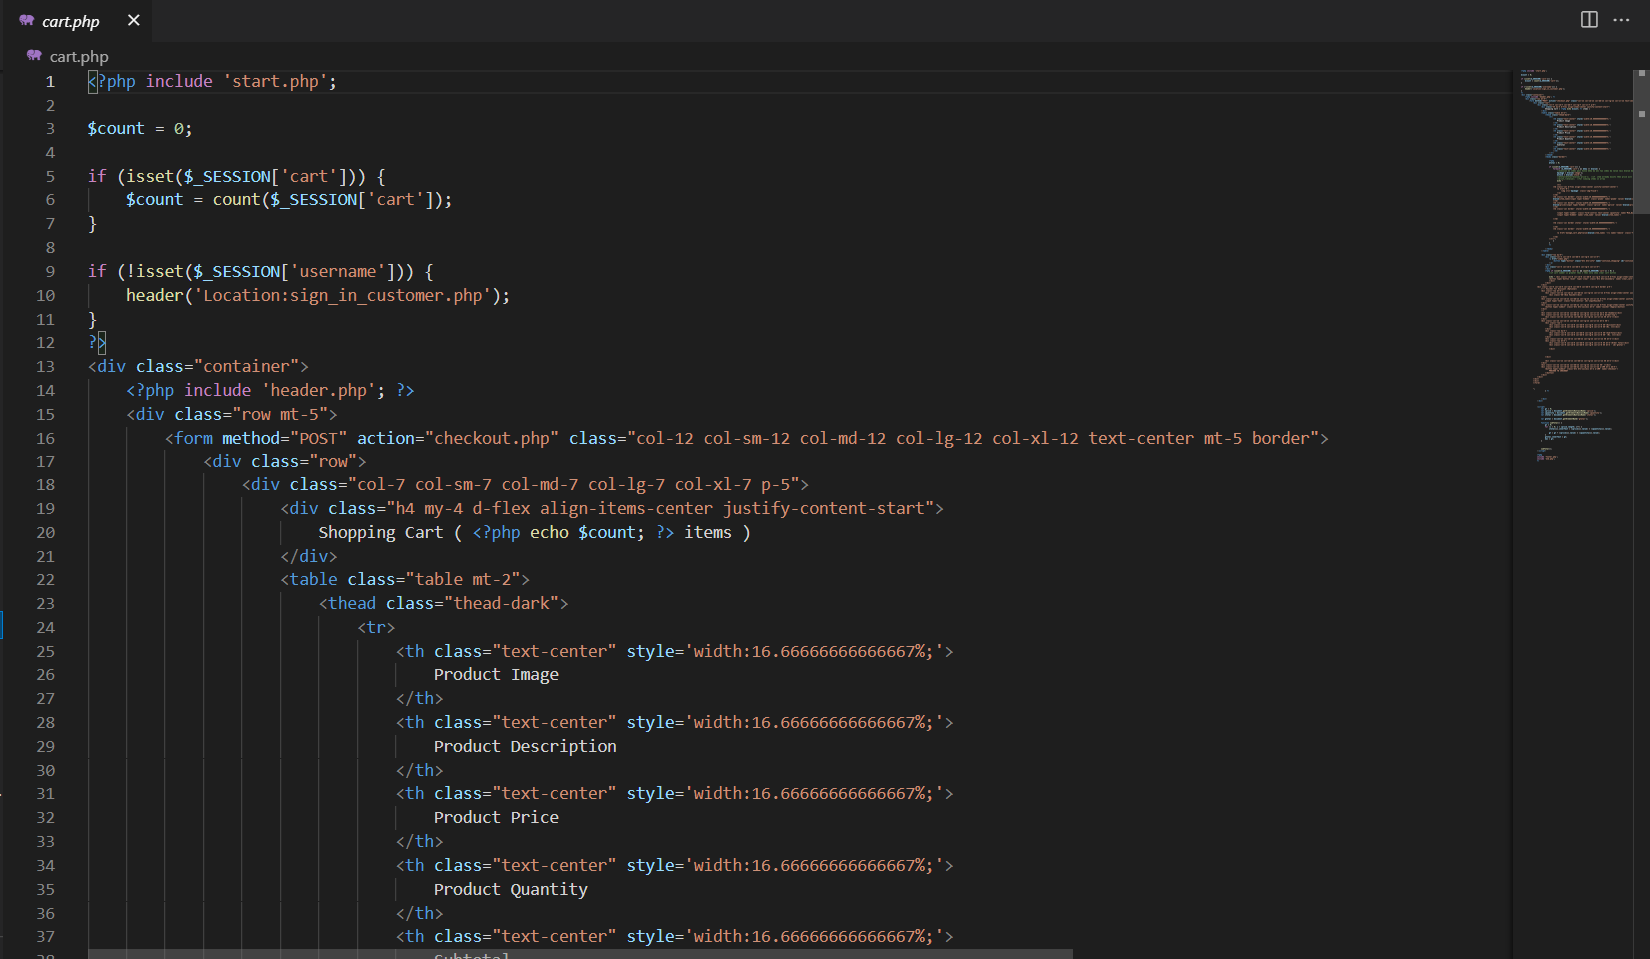 cart.php
cart.php
1 <?php include 'start.php';
2
3 $count = 0;
4
5 if (isset($_SESSION['cart'])) {
6     $count = count($_SESSION['cart']);
7 }
8
9 if (!isset($_SESSION['username'])) {
10     header('Location:sign_in_customer.php');
11 }
12 ?>
13 <div class="container">
14     <?php include 'header.php'; ?>
15     <div class="row mt-5">
16         <form method="POST" action="checkout.php" class="col-12 col-sm-12 col-md-12 col-lg-12 col-xl-12 text-center mt-5 border">
17             <div class="row">
18                 <div class="col-7 col-sm-7 col-md-7 col-lg-7 col-xl-7 p-5">
19                     <div class="h4 my-4 d-flex align-items-center justify-content-start">
20                         Shopping Cart ( <?php echo $count; ?> items )
21                     </div>
22                     <table class="table mt-2">
23                         <thead class="thead-dark">
24                             <tr>
25                                 <th class="text-center" style='width:16.66666666666667%;'>
26                                     Product Image
27                                 </th>
28                                 <th class="text-center" style='width:16.66666666666667%;'>
29                                     Product Description
30                                 </th>
31                                 <th class="text-center" style='width:16.66666666666667%;'>
32                                     Product Price
33                                 </th>
34                                 <th class="text-center" style='width:16.66666666666667%;'>
35                                     Product Quantity
36                                 </th>
37                                 <th class="text-center" style='width:16.66666666666667%;'>
38                                     Subtotal